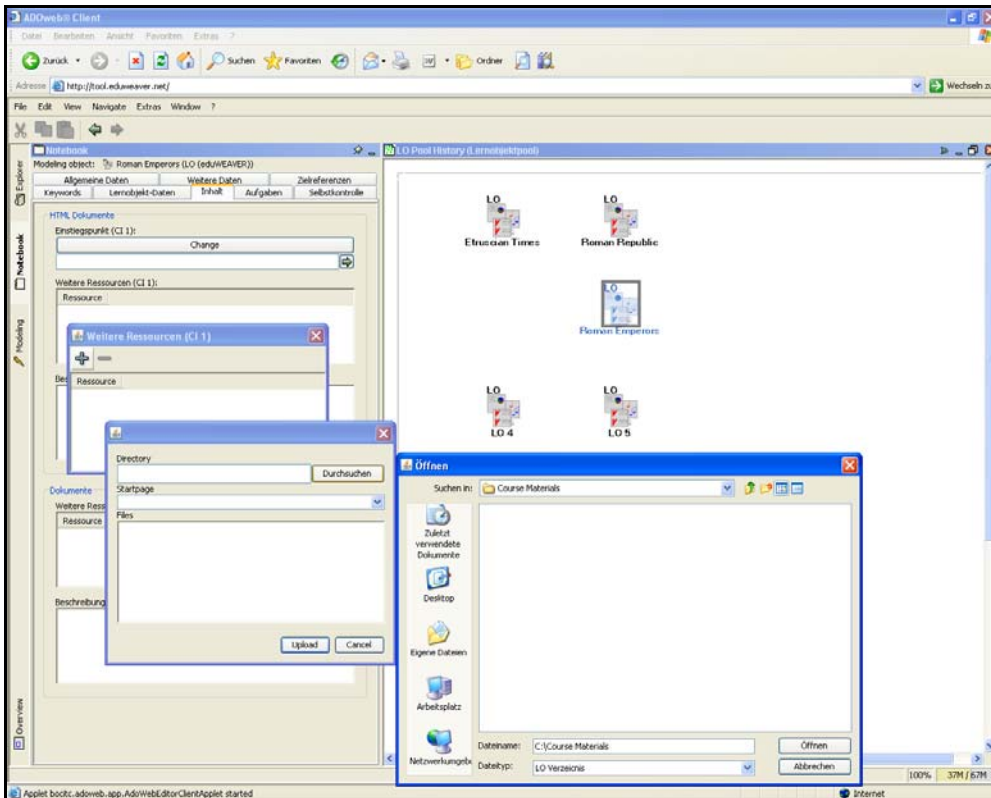 ADOweb® Client
Datei Bearbeiten Ansicht Favoriten Extras ?
Zurück Suchen Favoriten Ordner
Adresse http://tool.eduweaver.net/ Wechseln zu
File Edit View Navigate Extras Window ?
Explorer
Notebook
Modeling
Overview
Notebook
Modeling object: Roman Emperors (LO (eduWEAVER))
Allgemeine Daten Weitere Daten Zielreferenzen
Keywords Lernobjekt-Daten Inhalt Aufgaben Selbstkontrolle
HTML Dokumente
Einstiegspunkt (CI 1):
Change
Weitere Ressourcen (CI 1):
Ressource
Bes
Dokumente
Weitere Ress
Ressource
Beschreibung
Weitere Ressourcen (CI 1)
Ressource
Directory
Durchsuchen
Startpage
Files
Upload Cancel
LO Pool History (Lernobjektpool)
LO LO
Etruscian Times Roman Republic
LO
Roman Emperors
LO LO
LO 4 LO 5
Öffnen
Suchen in: Course Materials
Zuletzt
verwendete
Dokumente
Desktop
Eigene Dateien
Arbeitsplatz
Netzwerkumgeb
Dateiname: C:\Course Materials Öffnen
Dateityp: LO Verzeichnis Abbrechen
100% 37M / 67M
Applet bocitc.adoweb.app.AdoWebEditorClientApplet started Internet